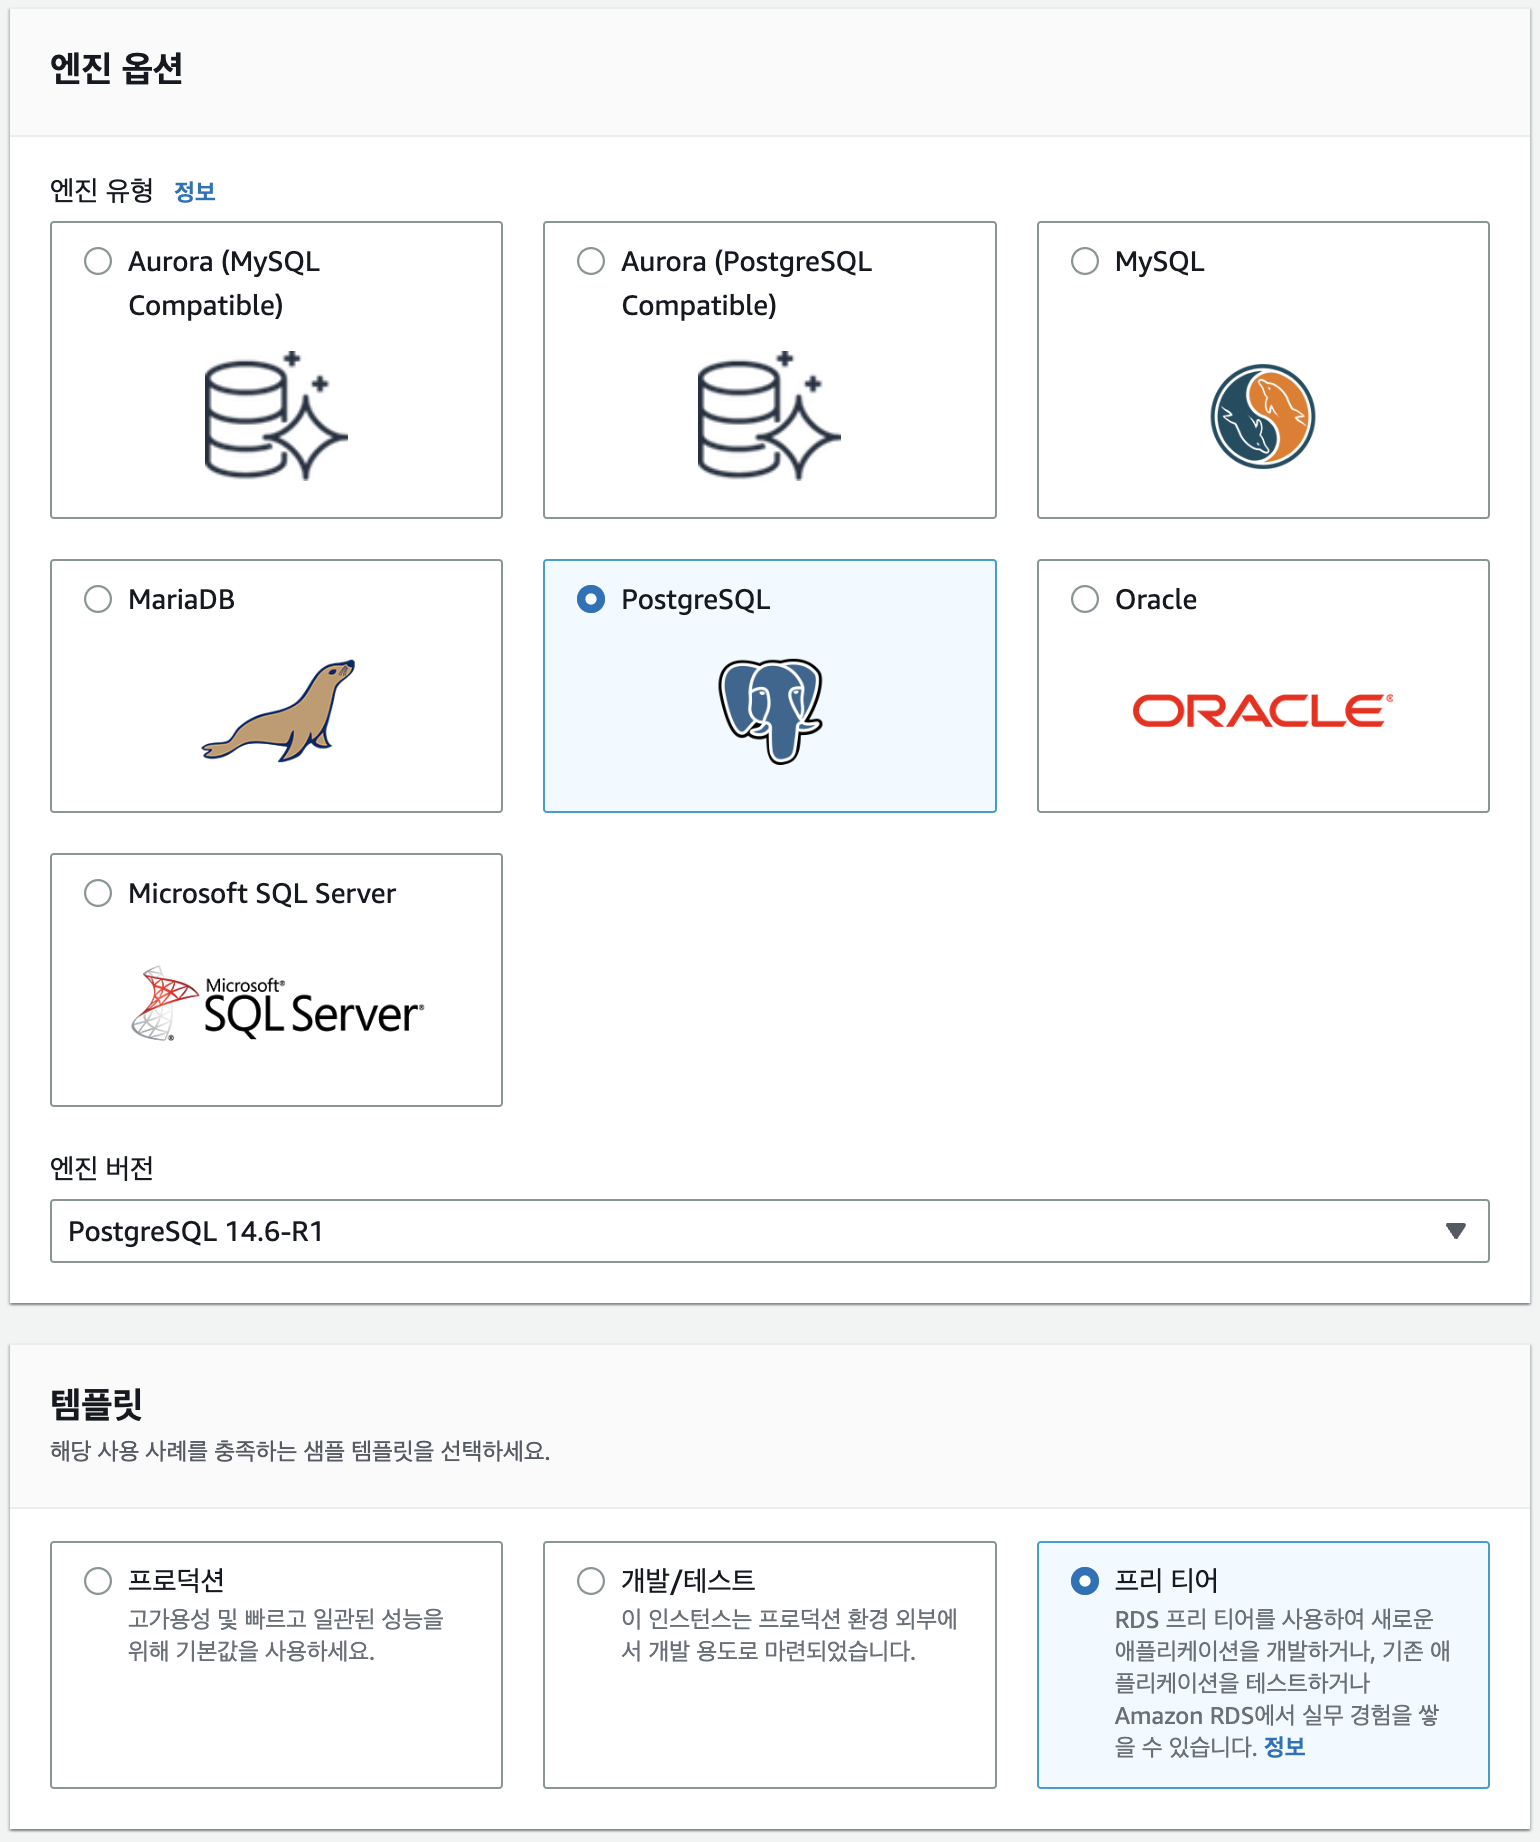 엔진 옵션
엔진 유형 정보
Aurora (MySQL
Compatible)
Aurora (PostgreSQL
Compatible)
MySQL
MariaDB
PostgreSQL
Oracle
ORACLE
Microsoft SQL Server
Microsoft®
SQL Server®
엔진 버전
PostgreSQL 14.6-R1
템플릿
해당 사용 사례를 충족하는 샘플 템플릿을 선택하세요.
프로덕션
고가용성 및 빠르고 일관된 성능을
위해 기본값을 사용하세요.
개발/테스트
이 인스턴스는 프로덕션 환경 외부에
서 개발 용도로 마련되었습니다.
프리 티어
RDS 프리 티어를 사용하여 새로운
애플리케이션을 개발하거나, 기존 애
플리케이션을 테스트하거나
Amazon RDS에서 실무 경험을 쌓
을 수 있습니다. 정보